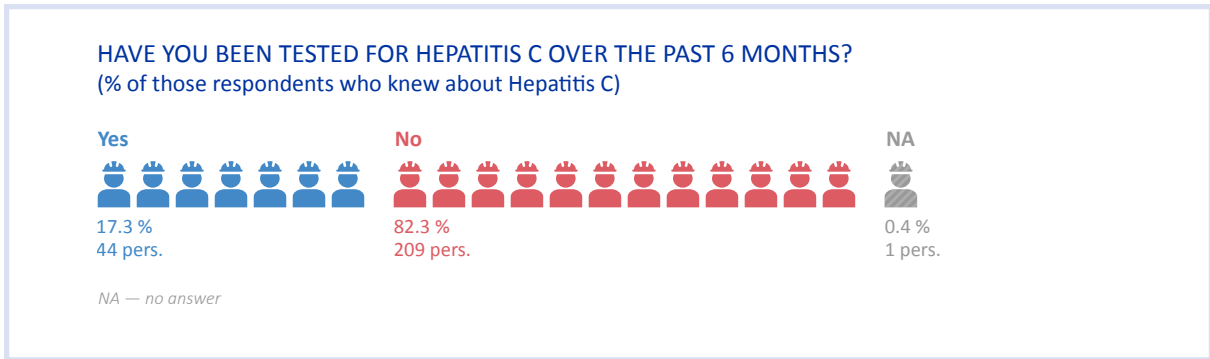 HAVE YOU BEEN TESTED FOR HEPATITIS C OVER THE PAST 6 MONTHS?
(% of those respondents who knew about Hepatitis C)
Yes
17.3 %
44 pers.
No
82.3 %
209 pers.
NA
0.4 %
1 pers.
NA — no answer